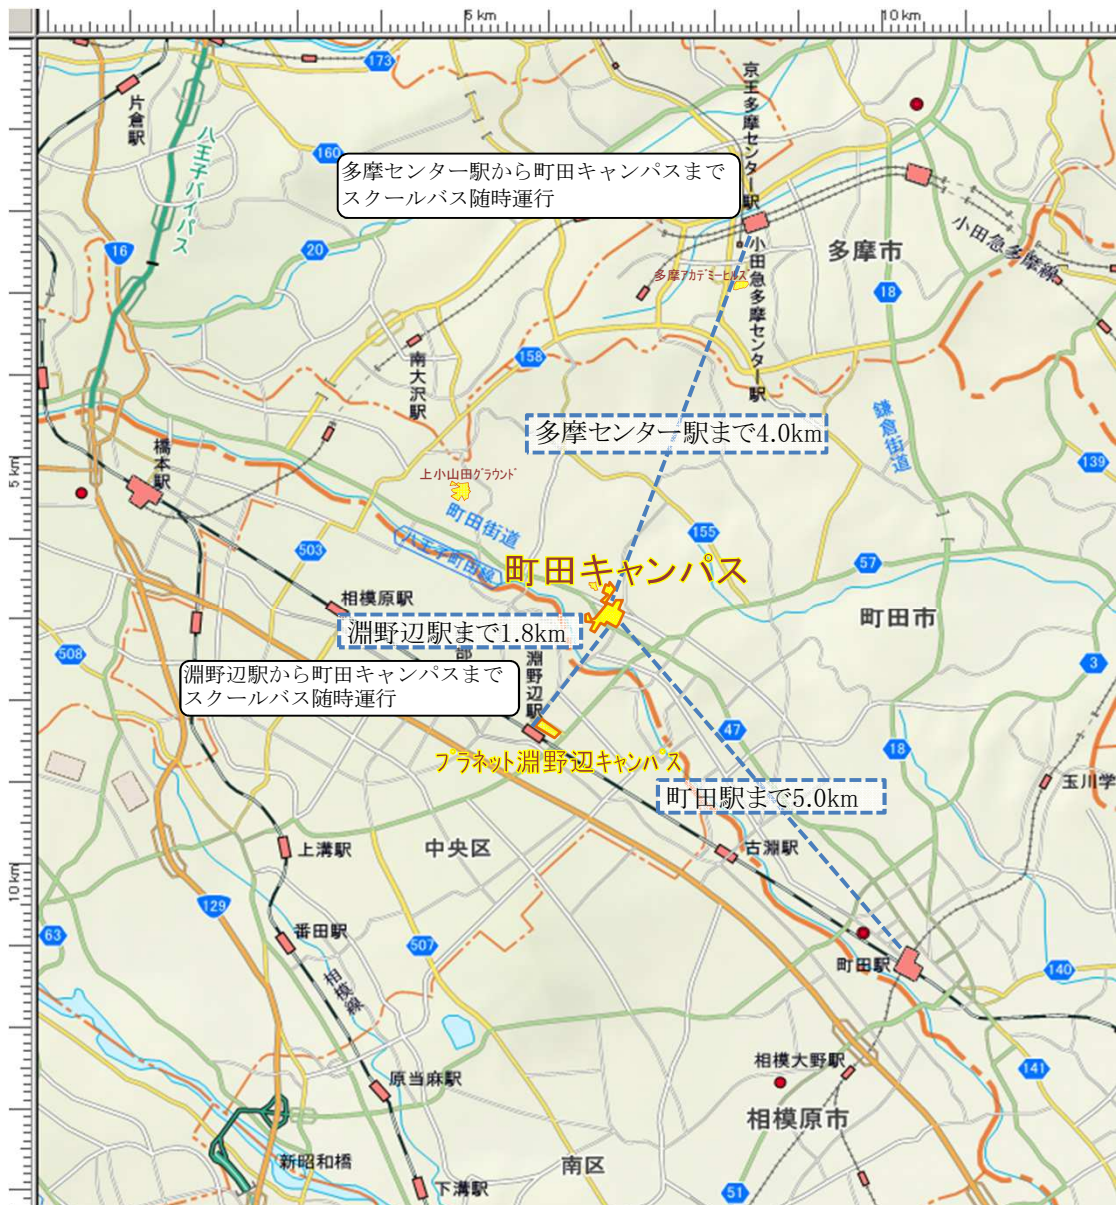 5 km
10 km
173
片倉駅
八王子バイパス
160
京王多摩センター駅
多摩センター駅から町田キャンパスまで
スクールバス随時運行
16
20
小田急多摩センター駅
多摩市
小田急多摩線
多摩アカデミーヒルズ
18
158
南大沢駅
多摩センター駅まで4.0km
鎌倉街道
橋本駅
139
5 km
上小山田グラウンド
町田街道
八王子町田線
503
155
57
町田キャンパス
相模原駅
町田市
淵野辺駅まで1.8km
508
部
淵野辺駅
3
淵野辺駅から町田キャンパスまで
スクールバス随時運行
47
18
プラネット淵野辺キャンパス
玉川学
町田駅まで5.0km
上溝駅
中央区
古淵駅
10 km
129
63
番田駅
507
相模線
町田駅
140
原当麻駅
相模大野駅
141
相模原市
新昭和橋
南区
下溝駅
51